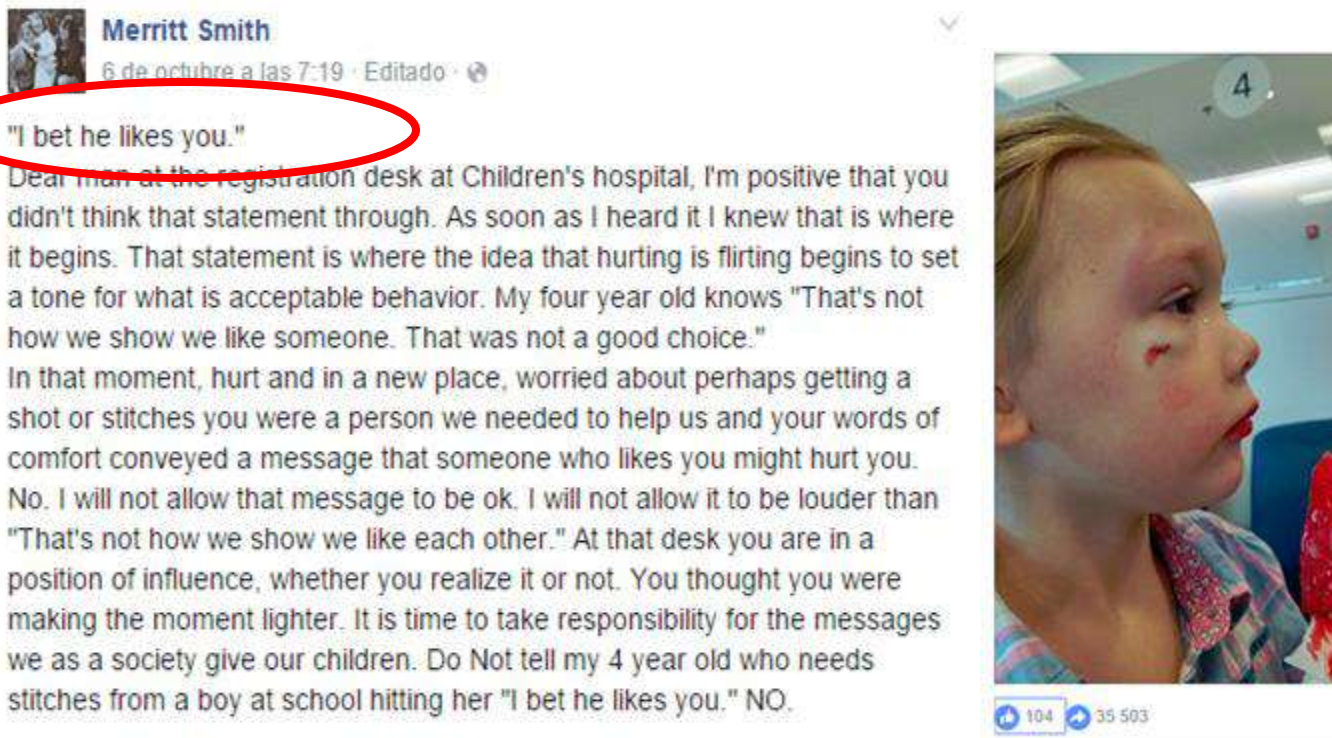 Merritt Smith
6 de octubre a las 7:19 · Editado ·
"I bet he likes you."
Dear man at the registration desk at Children's hospital, I'm positive that you
didn't think that statement through. As soon as I heard it I knew that is where
it begins. That statement is where the idea that hurting is flirting begins to set
a tone for what is acceptable behavior. My four year old knows "That's not
how we show we like someone. That was not a good choice."
In that moment, hurt and in a new place, worried about perhaps getting a
shot or stitches you were a person we needed to help us and your words of
comfort conveyed a message that someone who likes you might hurt you.
No. I will not allow that message to be ok. I will not allow it to be louder than
"That's not how we show we like each other." At that desk you are in a
position of influence, whether you realize it or not. You thought you were
making the moment lighter. It is time to take responsibility for the messages
we as a society give our children. Do Not tell my 4 year old who needs
stitches from a boy at school hitting her "I bet he likes you." NO.
4
104 35 503